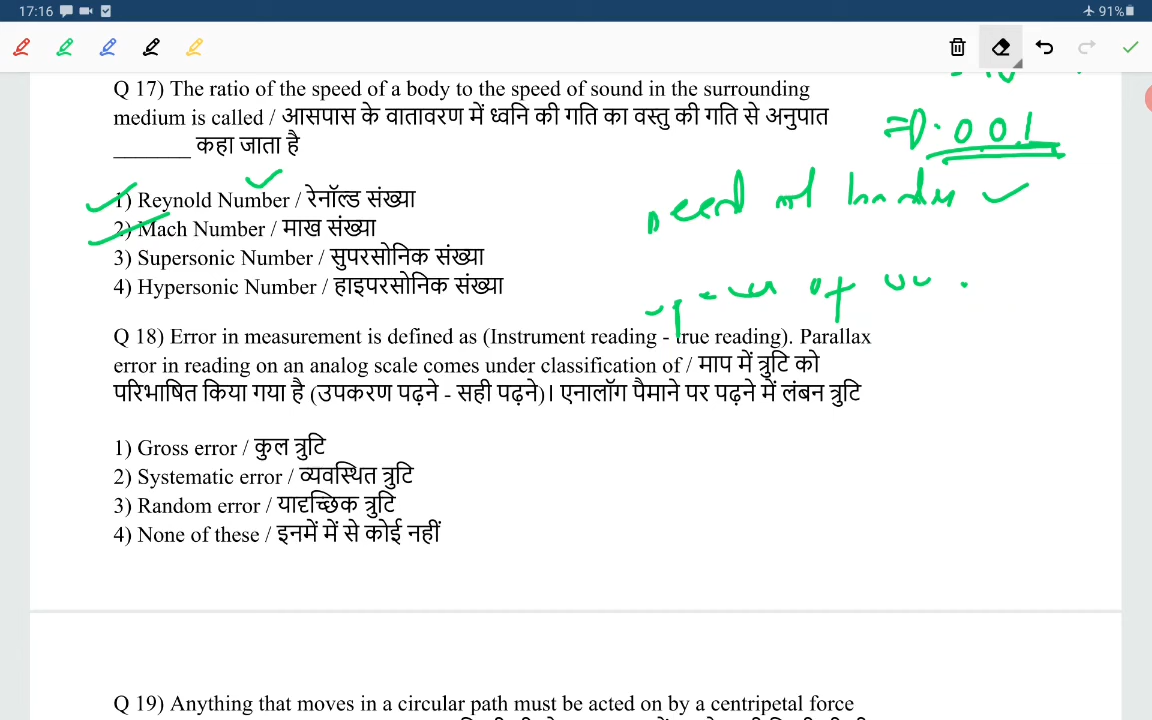 17:16 91%
Q 17) The ratio of the speed of a body to the speed of sound in the surrounding
medium is called / आसपास के वातावरण में ध्वनि की गति का वस्तु की गति से अनुपात
_______ कहा जाता है
=0.001
1) Reynold Number / रेनॉल्ड संख्या
2) Mach Number / माख संख्या
3) Supersonic Number / सुपरसोनिक संख्या
4) Hypersonic Number / हाइपरसोनिक संख्या
of
Q 18) Error in measurement is defined as (Instrument reading - true reading). Parallax
error in reading on an analog scale comes under classification of / माप में त्रुटि को
परिभाषित किया गया है (उपकरण पढ़ने - सही पढ़ने)। एनालॉग पैमाने पर पढ़ने में लंबन त्रुटि
1) Gross error / कुल त्रुटि
2) Systematic error / व्यवस्थित त्रुटि
3) Random error / यादृच्छिक त्रुटि
4) None of these / इनमें में से कोई नहीं
Q 19) Anything that moves in a circular path must be acted on by a centripetal force